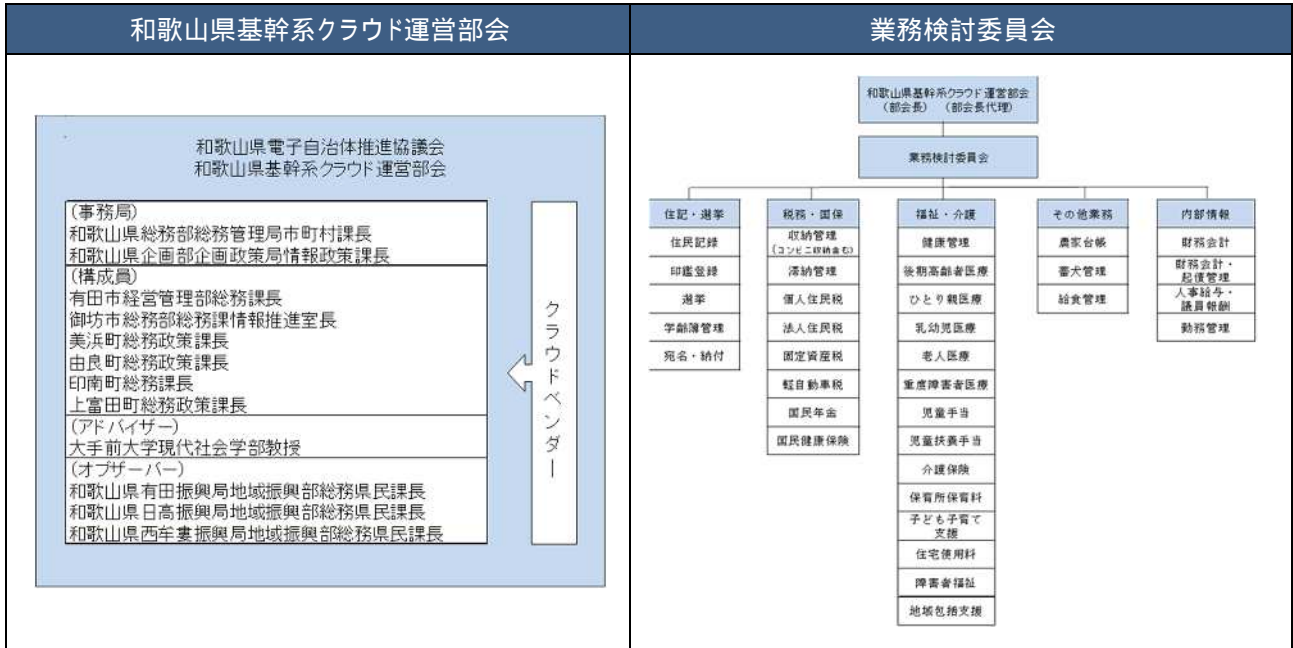 和歌山県基幹系クラウド運営部会
和歌山県電子自治体推進協議会
和歌山県基幹系クラウド運営部会
(事務局)
和歌山県総務部総務管理局市町村課長
和歌山県企画部企画政策局情報政策課長
(構成員)
有田市経営管理部総務課長
御坊市総務部総務課情報推進室長
美浜町総務政策課長
由良町総務政策課長
印南町総務課長
上富田町総務政策課長
(アドバイザー)
大手前大学現代社会学部教授
(オブザーバー)
和歌山県有田振興局地域振興部総務県民課長
和歌山県日高振興局地域振興部総務県民課長
和歌山県西牟婁振興局地域振興部総務県民課長
クラウドベンダー
業務検討委員会
和歌山県基幹系クラウド運営部会
(部会長) (部会長代理)
業務検討委員会
住記・選挙
住民記録
印鑑登録
選挙
学齢簿管理
宛名・納付
税務・国保
収納管理
(コンビニ収納含む)
滞納管理
個人住民税
法人住民税
固定資産税
軽自動車税
国民年金
国民健康保険
福祉・介護
健康管理
後期高齢者医療
ひとり親医療
乳幼児医療
老人医療
重度障害者医療
児童手当
児童扶養手当
介護保険
保育所保育料
子ども子育て
支援
住宅使用料
障害者福祉
地域包括支援
その他業務
農家台帳
畜犬管理
給食管理
内部情報
財務会計
財務会計・
起債管理
人事給与・
議員報酬
勤務管理